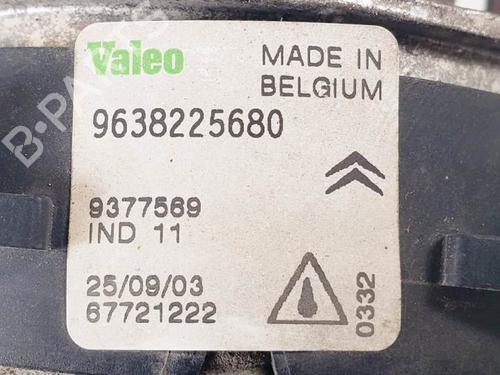 Valeo
MADE IN
BELGIUM
9638225680
9377569
IND 11
25/09/03
67721222
0332
B-PARTS